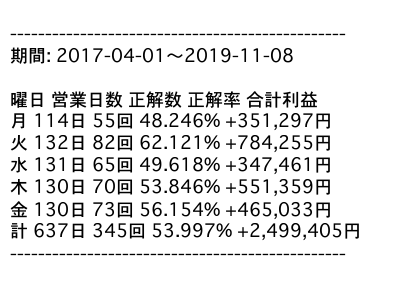 ------------------------------------------------
期間: 2017-04-01～2019-11-08
曜日 営業日数 正解数 正解率 合計利益
月 114日 55回 48.246% +351,297円
火 132日 82回 62.121% +784,255円
水 131日 65回 49.618% +347,461円
木 130日 70回 53.846% +551,359円
金 130日 73回 56.154% +465,033円
計 637日 345回 53.997% +2,499,405円
------------------------------------------------